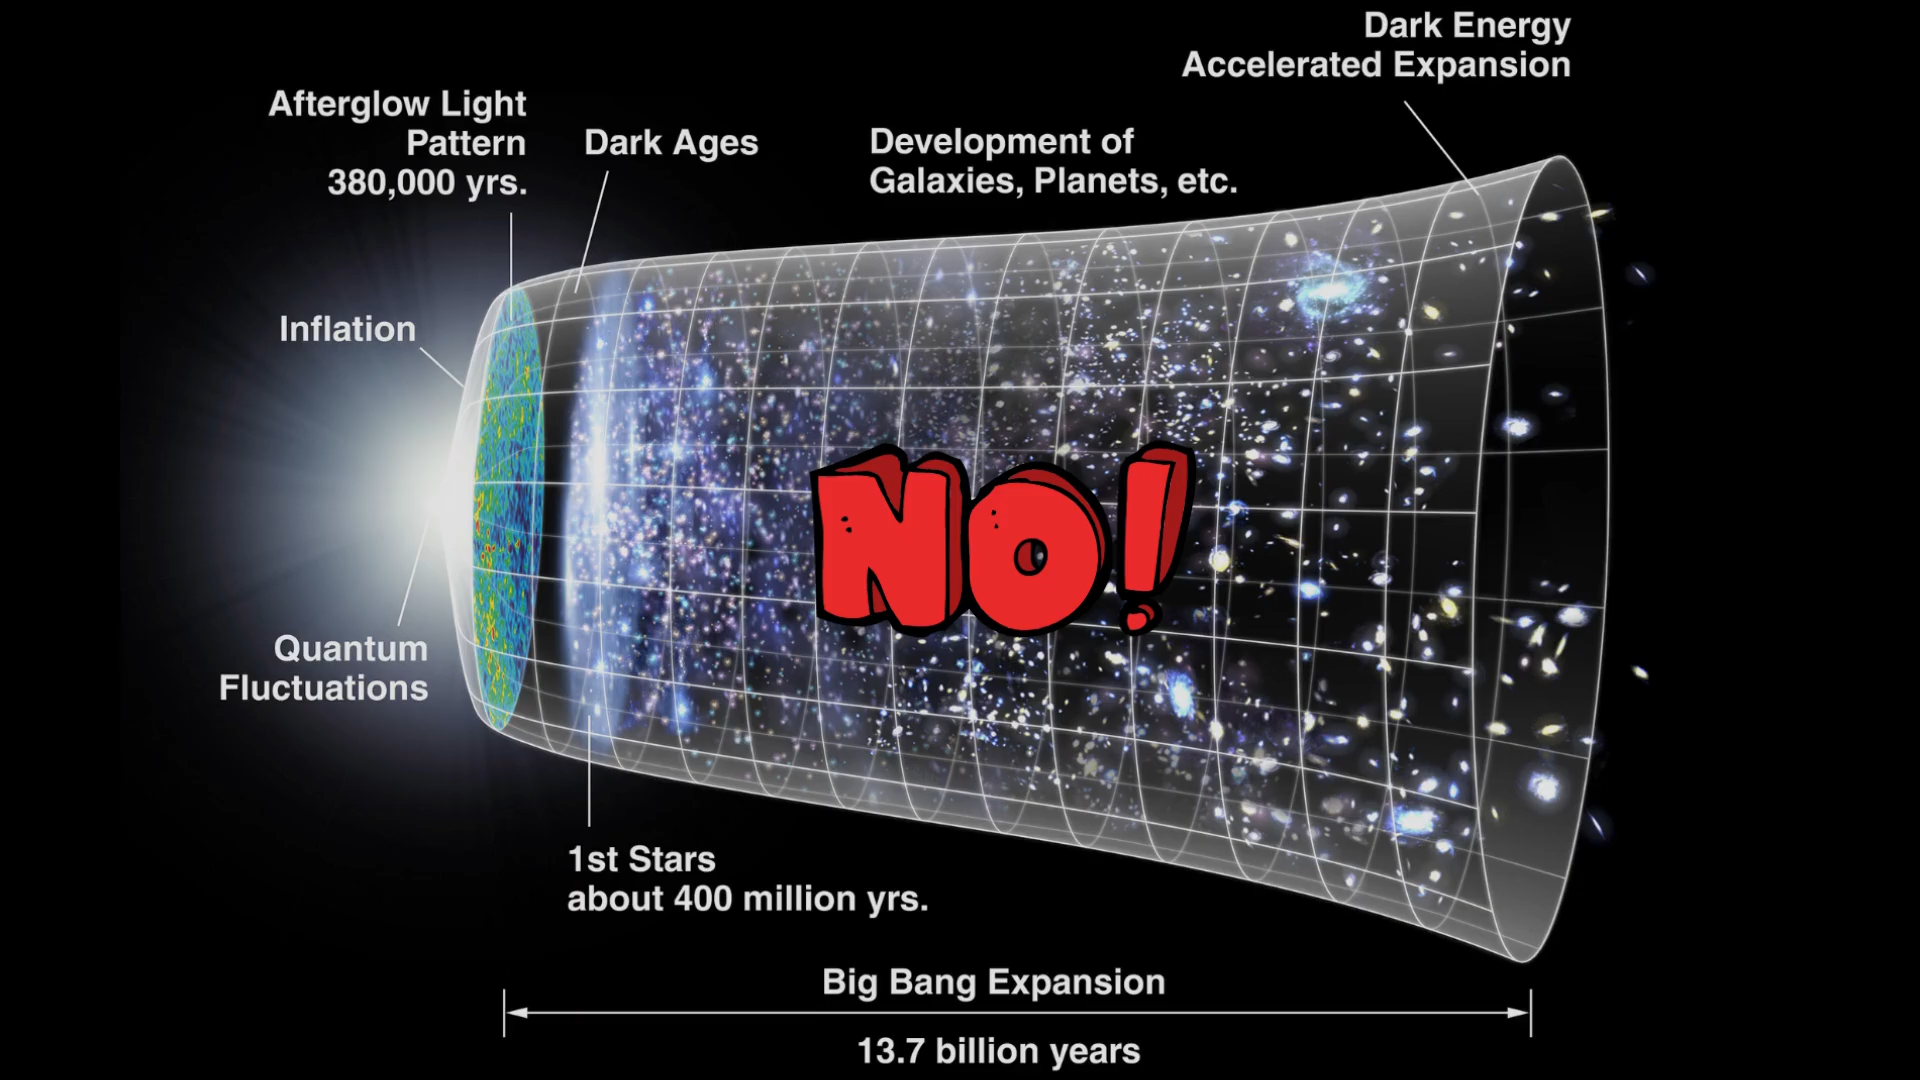 Dark Energy
Accelerated Expansion
Afterglow Light
Pattern
380,000 yrs.
Dark Ages
Development of
Galaxies, Planets, etc.
Inflation
NO!
Quantum
Fluctuations
1st Stars
about 400 million yrs.
Big Bang Expansion
13.7 billion years